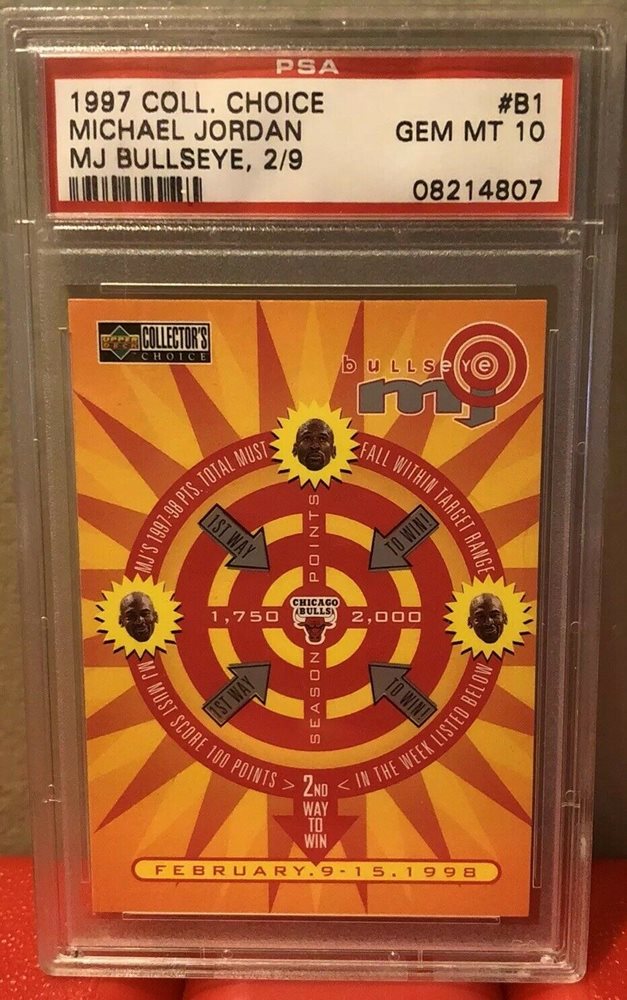 PSA
1997 COLL. CHOICE #B1
MICHAEL JORDAN GEM MT 10
MJ BULLSEYE, 2/9
08214807
UPPER DECK
COLLECTOR'S
CHOICE
bullseye
mj
MJ'S 1997-98 PTS. TOTAL MUST
FALL WITHIN TARGET RANGE
1ST WAY
TO WIN!
POINTS
CHICAGO
BULLS
1,750 2,000
SEASON
1ST WAY
TO WIN!
MJ MUST SCORE 100 POINTS >
< IN THE WEEK LISTED BELOW
2ND
WAY
TO
WIN
FEBRUARY.9-15.1998